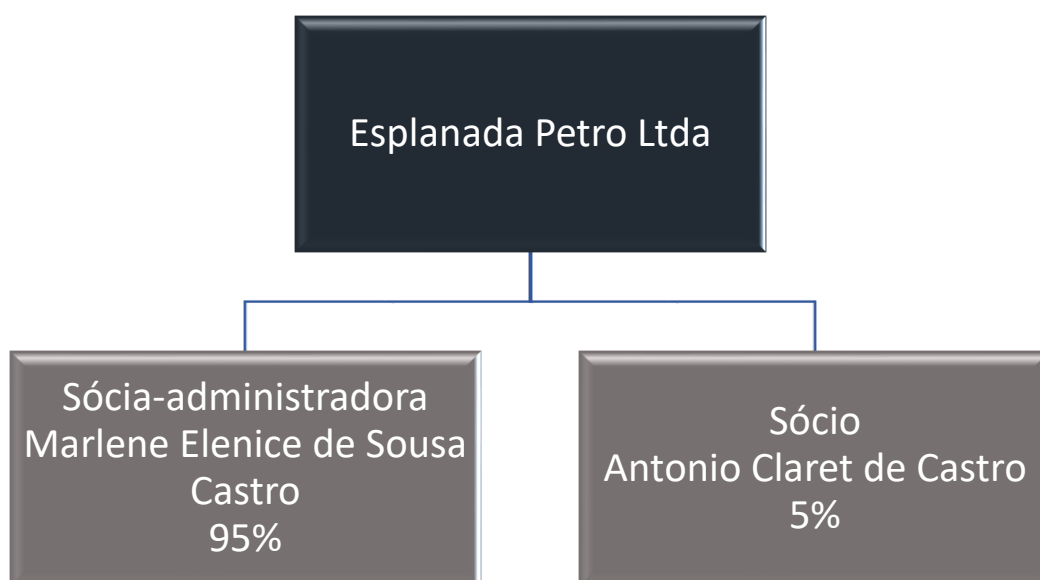 Esplanada Petro Ltda
Sócia-administradora
Marlene Elenice de Sousa
Castro
95%
Sócio
Antonio Claret de Castro
5%